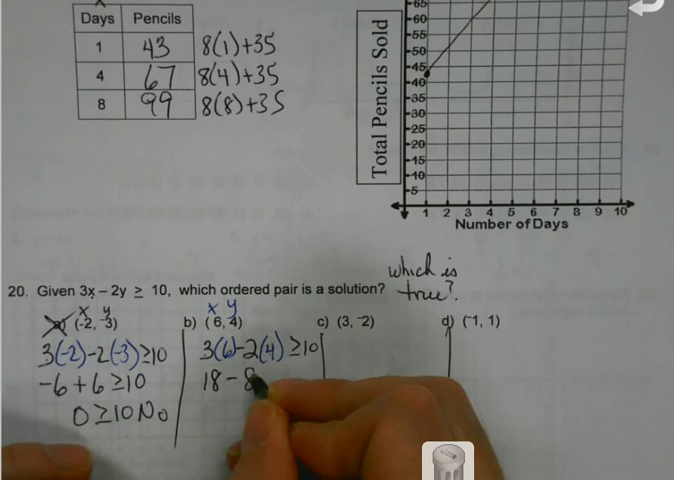 Days Pencils
1 43 8(1)+35
4 67 8(4)+35
8 99 8(8)+35
Total Pencils Sold
65
60
55
50
45
40
35
30
25
20
15
10
5
1 2 3 4 5 6 7 8 9 10
Number of Days
which is
20. Given 3x – 2y ≥ 10, which ordered pair is a solution? true?
x y x y
a) (-2, -3) b) (6, 4) c) (3, -2) d) (-1, 1)
3(-2)-2(-3)≥10 3(6)-2(4)≥10
-6+6≥10 18-8
0≥10 No